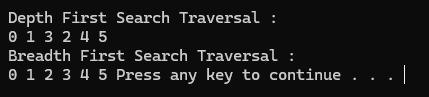 Depth First Search Traversal :
0 1 3 2 4 5
Breadth First Search Traversal :
0 1 2 3 4 5 Press any key to continue . . .